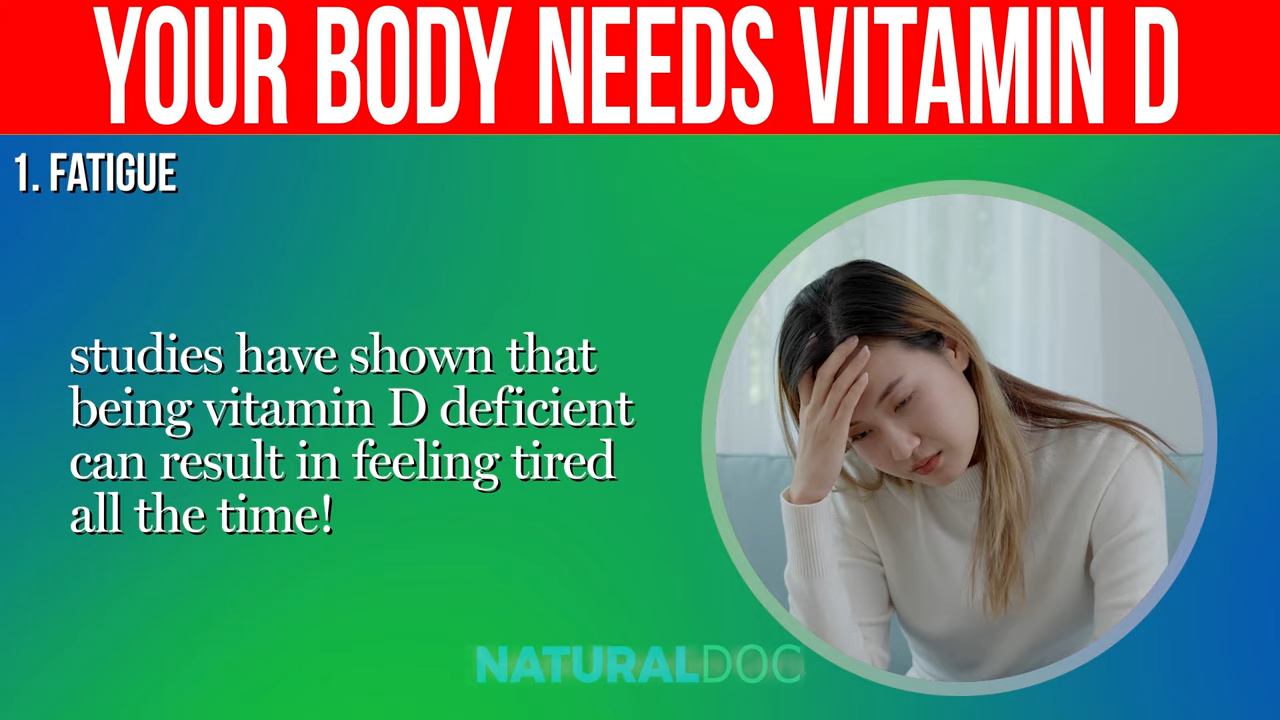 YOUR BODY NEEDS VITAMIN D
1. FATIGUE
studies have shown that
being vitamin D deficient
can result in feeling tired
all the time!
NATURALDOC